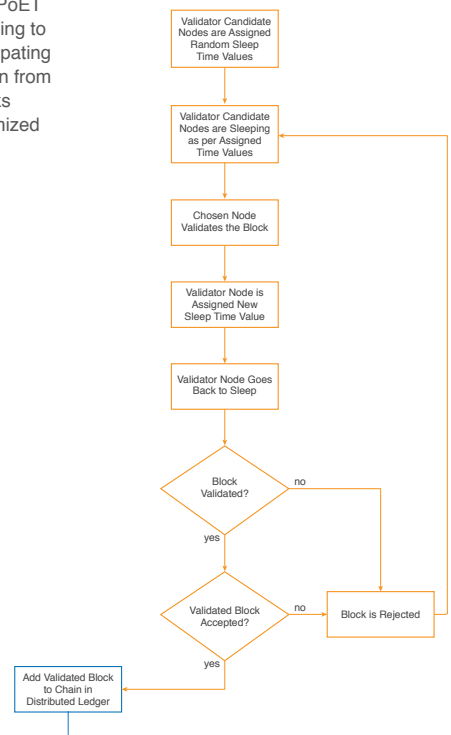 PoET
ing to
ipating
n from
ts
nized
Validator Candidate
Nodes are Assigned
Random Sleep
Time Values
Validator Candidate
Nodes are Sleeping
as per Assigned
Time Values
Chosen Node
Validates the Block
Validator Node is
Assigned New
Sleep Time Value
Validator Node Goes
Back to Sleep
Block
Validated?
no
yes
Validated Block
Accepted?
no
Block is Rejected
yes
Add Validated Block
to Chain in
Distributed Ledger